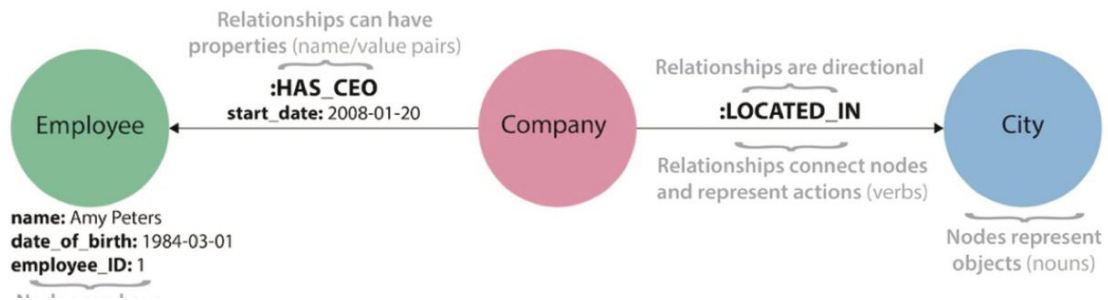 Relationships can have
properties (name/value pairs)
:HAS_CEO
start_date: 2008-01-20
Employee
Company
Relationships are directional
:LOCATED_IN
City
Relationships connect nodes
and represent actions (verbs)
name: Amy Peters
date_of_birth: 1984-03-01
employee_ID: 1
Nodes represent
objects (nouns)